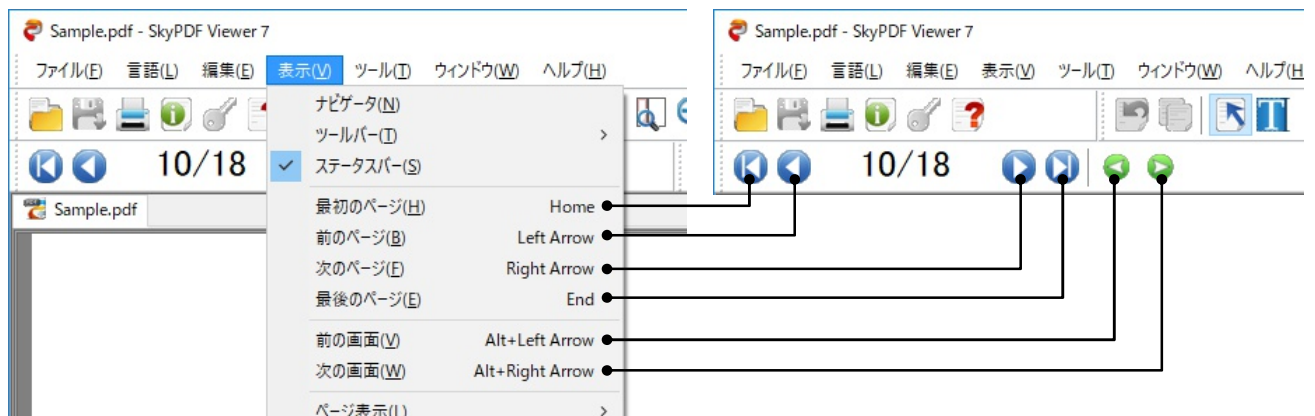 Sample.pdf - SkyPDF Viewer 7
ファイル(F) 言語(L) 編集(E) 表示(V) ツール(T) ウィンドウ(W) ヘルプ(H)
10/18
Sample.pdf
ナビゲータ(N)
ツールバー(T)
ステータスバー(S)
最初のページ(H) Home
前のページ(B) Left Arrow
次のページ(F) Right Arrow
最後のページ(E) End
前の画面(V) Alt+Left Arrow
次の画面(W) Alt+Right Arrow
ページ表示(L)
Sample.pdf - SkyPDF Viewer 7
ファイル(F) 言語(L) 編集(E) 表示(V) ツール(T) ウィンドウ(W) ヘルプ(H
10/18